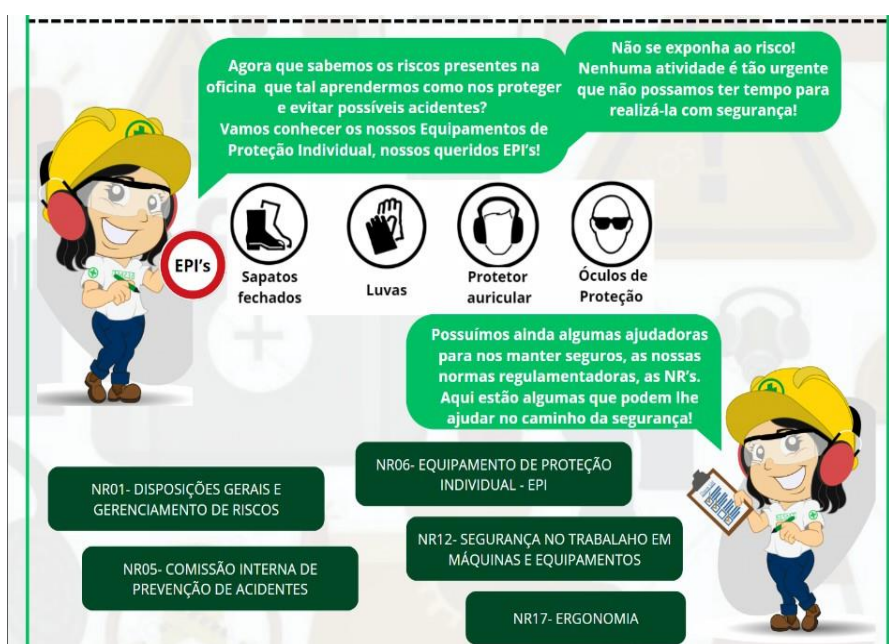 Agora que sabemos os riscos presentes na
oficina que tal aprendermos como nos proteger
e evitar possíveis acidentes?
Vamos conhecer os nossos Equipamentos de
Proteção Individual, nossos queridos EPI's!
Não se exponha ao risco!
Nenhuma atividade é tão urgente
que não possamos ter tempo para
realizá-la com segurança!
EPI's
Sapatos
fechados
Luvas
Protetor
auricular
Óculos de
Proteção
Possuímos ainda algumas ajudadoras
para nos manter seguros, as nossas
normas regulamentadoras, as NR's.
Aqui estão algumas que podem lhe
ajudar no caminho da segurança!
NR01- DISPOSIÇÕES GERAIS E
GERENCIAMENTO DE RISCOS
NR06- EQUIPAMENTO DE PROTEÇÃO
INDIVIDUAL - EPI
NR05- COMISSÃO INTERNA DE
PREVENÇÃO DE ACIDENTES
NR12- SEGURANÇA NO TRABALAHO EM
MÁQUINAS E EQUIPAMENTOS
NR17- ERGONOMIA